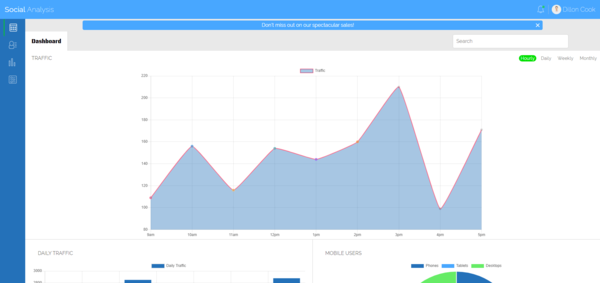 Social Analysis
Dillon Cook
Don't miss out on our spectacular sales!
Dashboard
Search
TRAFFIC
Hourly Daily Weekly Monthly
Traffic
220
200
180
160
140
120
100
80
9am 10am 11am 12pm 1pm 2pm 3pm 4pm 5pm
DAILY TRAFFIC
Daily Traffic
MOBILE USERS
Phones Tablets Desktops